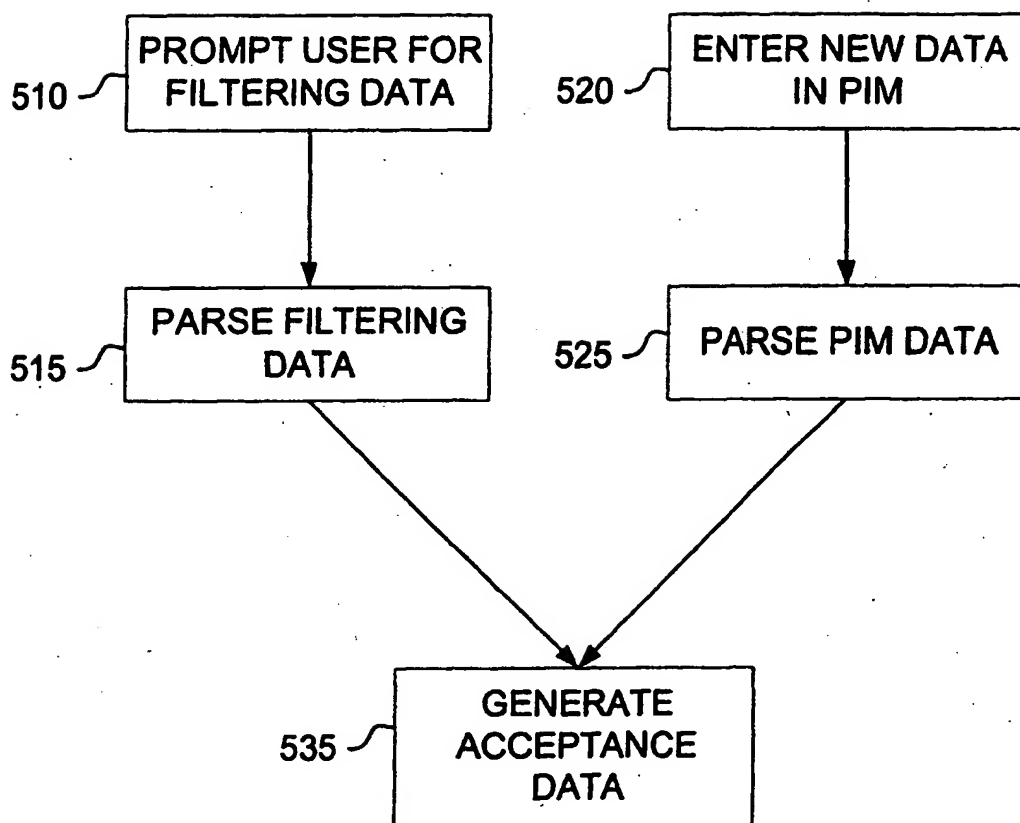 PROMPT USER FOR
FILTERING DATA
510
ENTER NEW DATA
IN PIM
520
PARSE FILTERING
DATA
515
PARSE PIM DATA
525
GENERATE
ACCEPTANCE
DATA
535